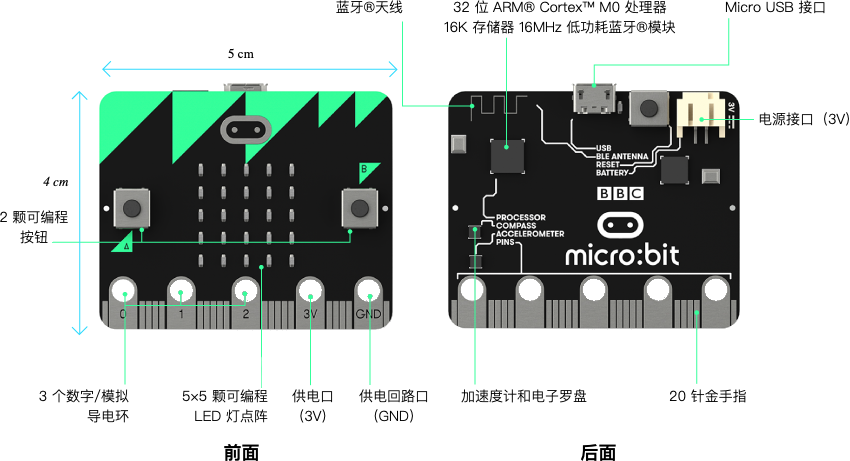 蓝牙®天线
32 位 ARM® Cortex™ M0 处理器
16K 存储器 16MHz 低功耗蓝牙®模块
Micro USB 接口
5 cm
4 cm
电源接口（3V）
3V
USB
BLE ANTENNA
RESET
BATTERY
B
BBC
2 颗可编程
按钮
A
PROCESSOR
COMPASS
ACCELEROMETER
PINS
micro:bit
0
1
2
3V
GND
3 个数字/模拟
导电环
5×5 颗可编程
LED 灯点阵
供电口
（3V）
供电回路口
（GND）
加速度计和电子罗盘
20 针金手指
前面
后面